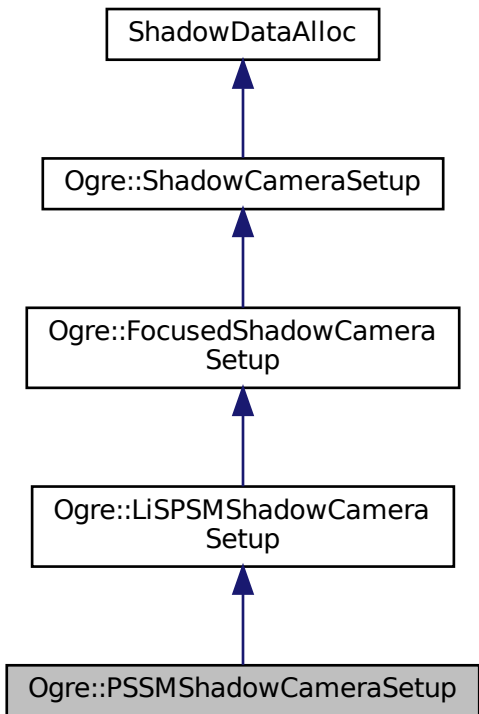 ShadowDataAlloc
Ogre::ShadowCameraSetup
Ogre::FocusedShadowCamera
Setup
Ogre::LiSPSMShadowCamera
Setup
Ogre::PSSMShadowCameraSetup